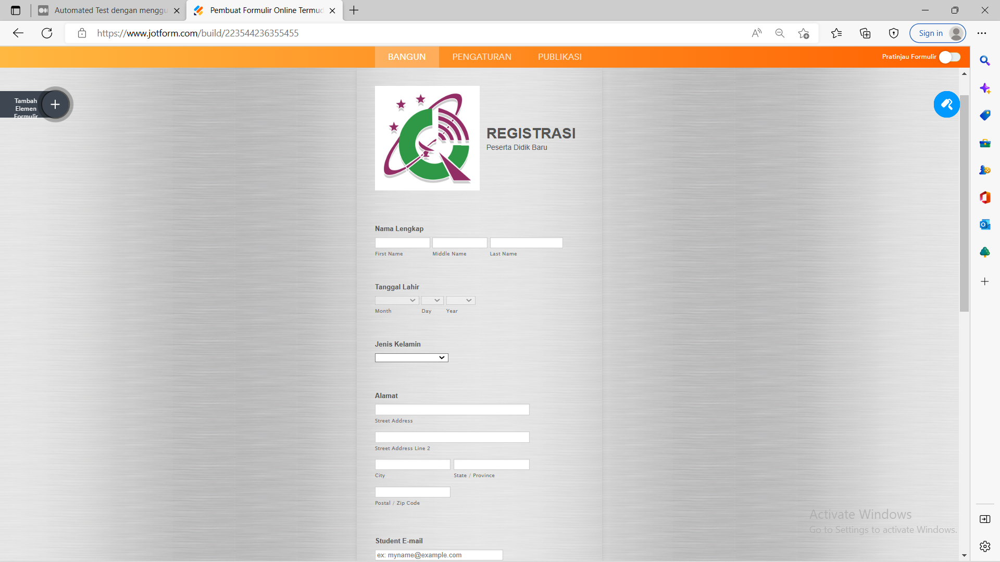 Automated Test dengan menggu
Pembuat Formulir Online Termud
https://www.jotform.com/build/223544236355455
Sign in
BANGUN
PENGATURAN
PUBLIKASI
Pratinjau Formulir
Tambah
Elemen
Formulir
REGISTRASI
Peserta Didik Baru
Nama Lengkap
First Name
Middle Name
Last Name
Tanggal Lahir
Month
Day
Year
Jenis Kelamin
Alamat
Street Address
Street Address Line 2
City
State / Province
Postal / Zip Code
Student E-mail
ex: myname@example.com
Activate Windows
Go to Settings to activate Windows.